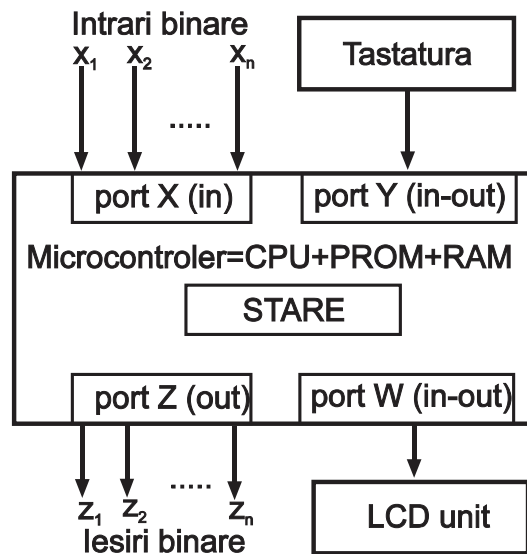 Intrari binare
x1 x2 xn
.....
Tastatura
port X (in)
port Y (in-out)
Microcontroler=CPU+PROM+RAM
STARE
port Z (out)
port W (in-out)
.....
z1 z2 zn
Iesiri binare
LCD unit